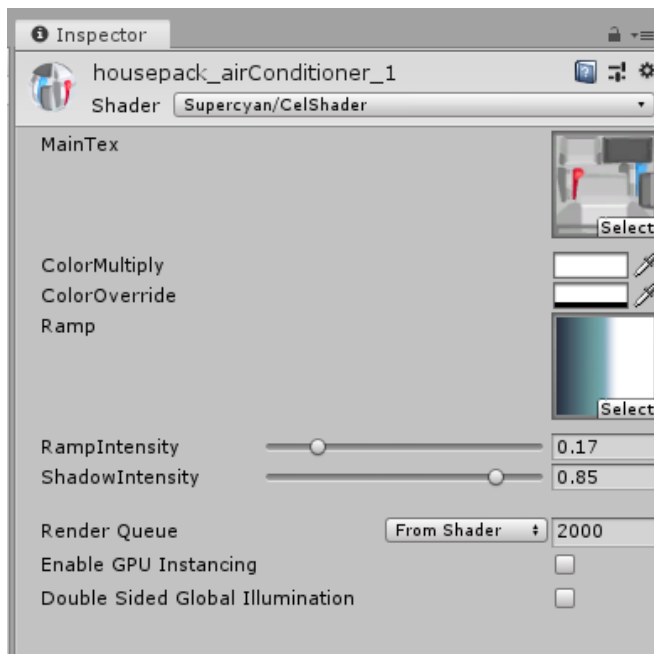 Inspector
housepack_airConditioner_1
Shader Supercyan/CelShader
MainTex
Select
ColorMultiply
ColorOverride
Ramp
Select
RampIntensity 0.17
ShadowIntensity 0.85
Render Queue From Shader 2000
Enable GPU Instancing
Double Sided Global Illumination